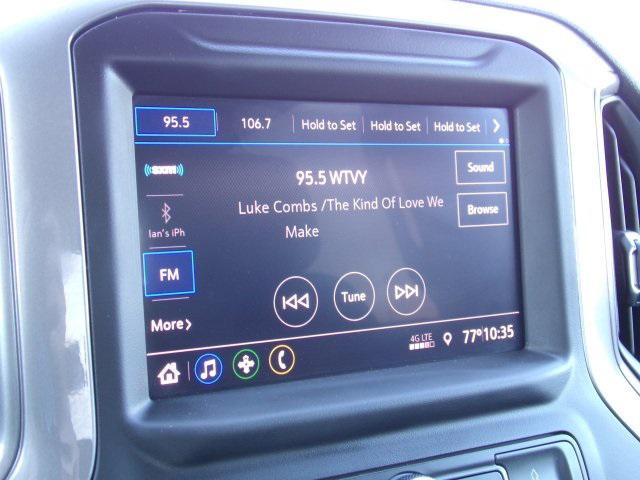 95.5 106.7 Hold to Set Hold to Set Hold to Set
((SXM))
Sound
95.5 WTVY
Luke Combs /The Kind Of Love We
Make
Browse
Ian's iPh
FM
Tune
More
4G LTE
77° 10:35